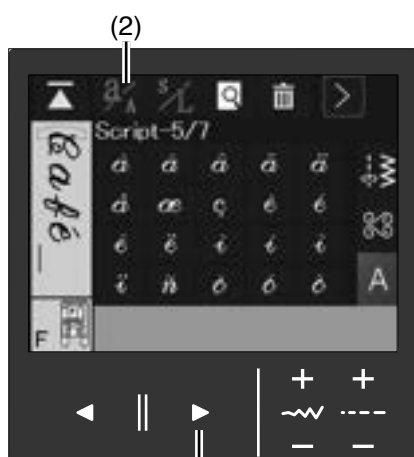 (2)
a/A S/L
Script-5/7
Café
à á â ã ä
å æ ç è é
ê ë ì í î
ï ñ ò ó ô
A
F
+ +
− −